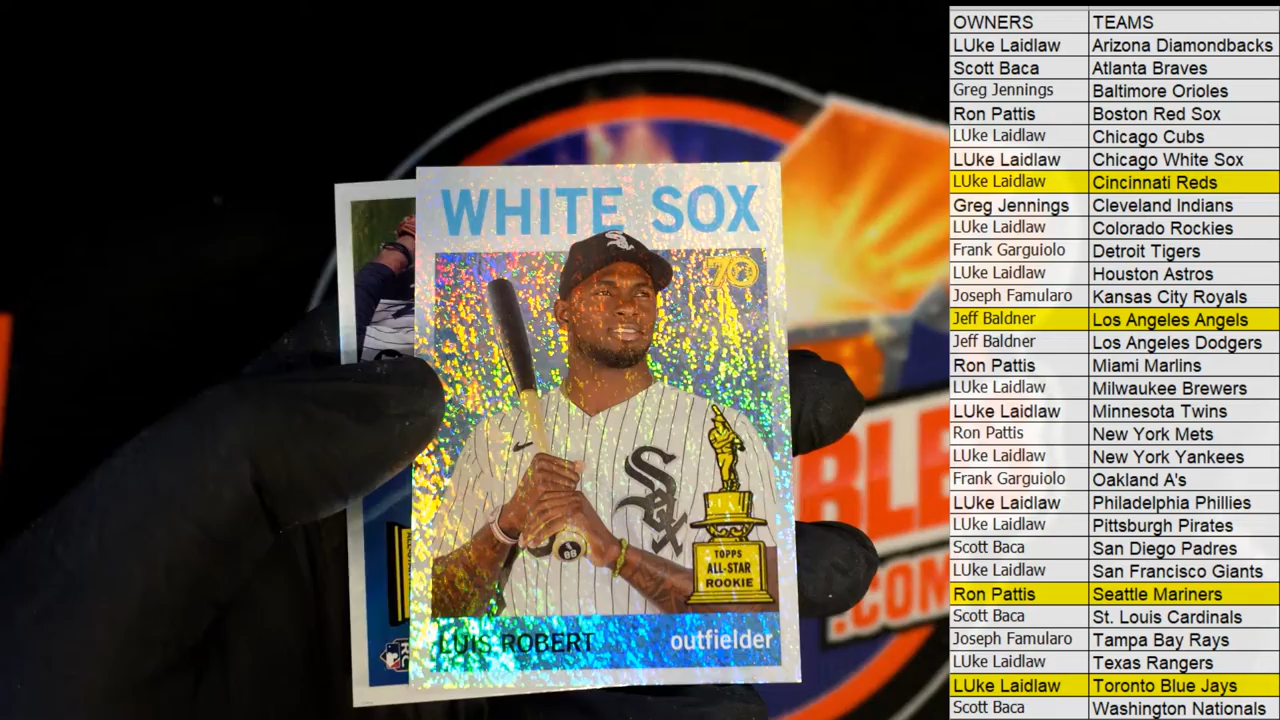 WHITE SOX
70
TOPPS
ALL-STAR
ROOKIE
88
LUIS ROBERT
outfielder
BLE
.COM
OWNERS TEAMS
LUke Laidlaw Arizona Diamondbacks
Scott Baca Atlanta Braves
Greg Jennings Baltimore Orioles
Ron Pattis Boston Red Sox
LUke Laidlaw Chicago Cubs
LUke Laidlaw Chicago White Sox
LUke Laidlaw Cincinnati Reds
Greg Jennings Cleveland Indians
LUke Laidlaw Colorado Rockies
Frank Garguiolo Detroit Tigers
LUke Laidlaw Houston Astros
Joseph Famularo Kansas City Royals
Jeff Baldner Los Angeles Angels
Jeff Baldner Los Angeles Dodgers
Ron Pattis Miami Marlins
LUke Laidlaw Milwaukee Brewers
LUke Laidlaw Minnesota Twins
Ron Pattis New York Mets
LUke Laidlaw New York Yankees
Frank Garguiolo Oakland A's
LUke Laidlaw Philadelphia Phillies
LUke Laidlaw Pittsburgh Pirates
Scott Baca San Diego Padres
LUke Laidlaw San Francisco Giants
Ron Pattis Seattle Mariners
Scott Baca St. Louis Cardinals
Joseph Famularo Tampa Bay Rays
LUke Laidlaw Texas Rangers
LUke Laidlaw Toronto Blue Jays
Scott Baca Washington Nationals